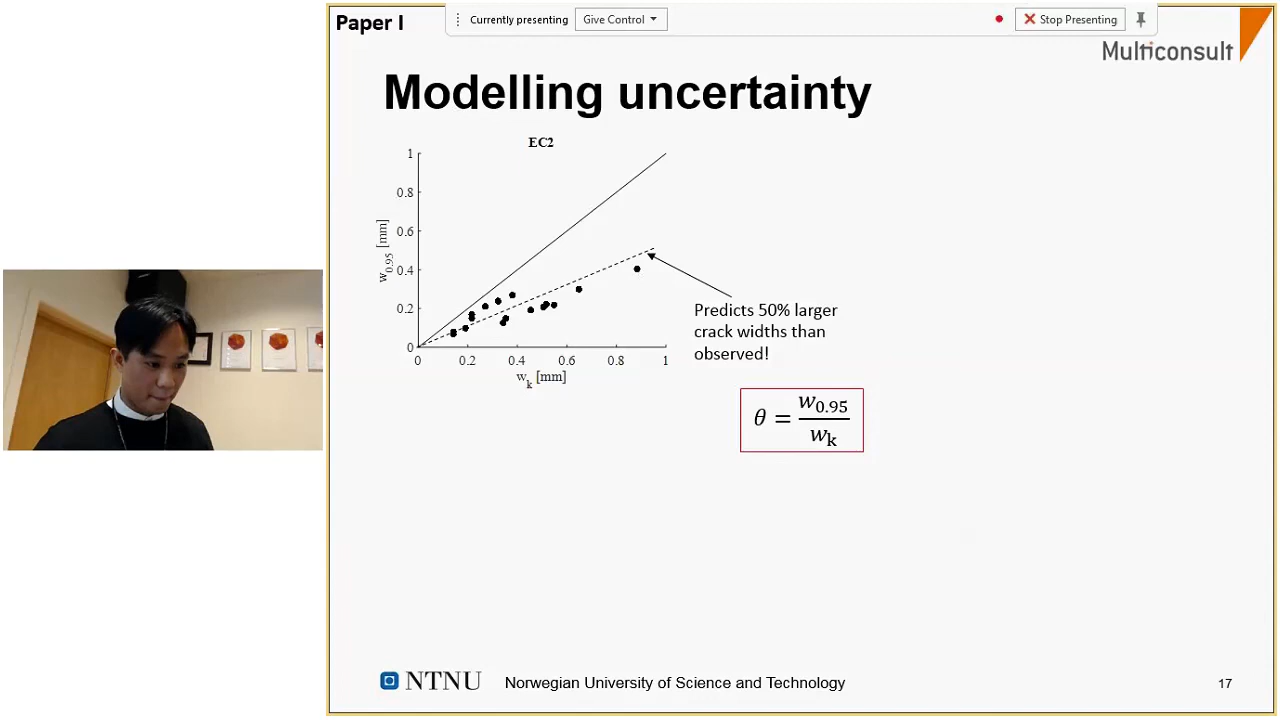 Paper I
Currently presenting
Give Control
Stop Presenting
Multiconsult
Modelling uncertainty
EC2
1
0.8
0.6
0.4
0.2
0
w0.95 [mm]
0 0.2 0.4 0.6 0.8 1
wk [mm]
Predicts 50% larger
crack widths than
observed!
θ = w0.95 / wk
NTNU
Norwegian University of Science and Technology
17